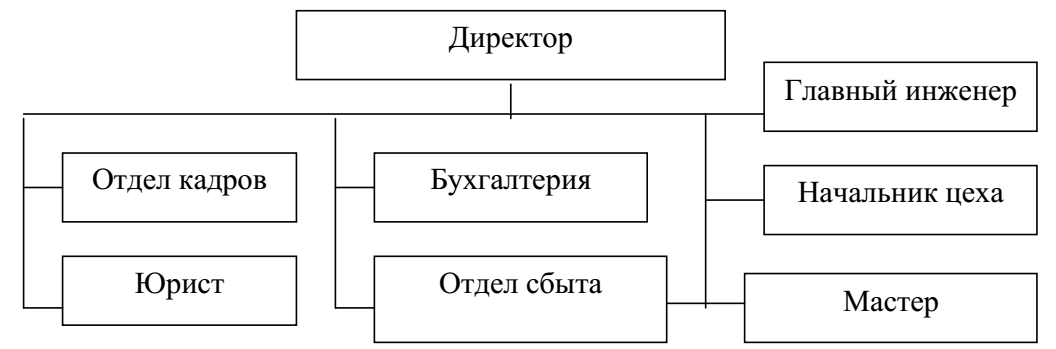 Директор
Главный инженер
Отдел кадров
Бухгалтерия
Начальник цеха
Юрист
Отдел сбыта
Мастер